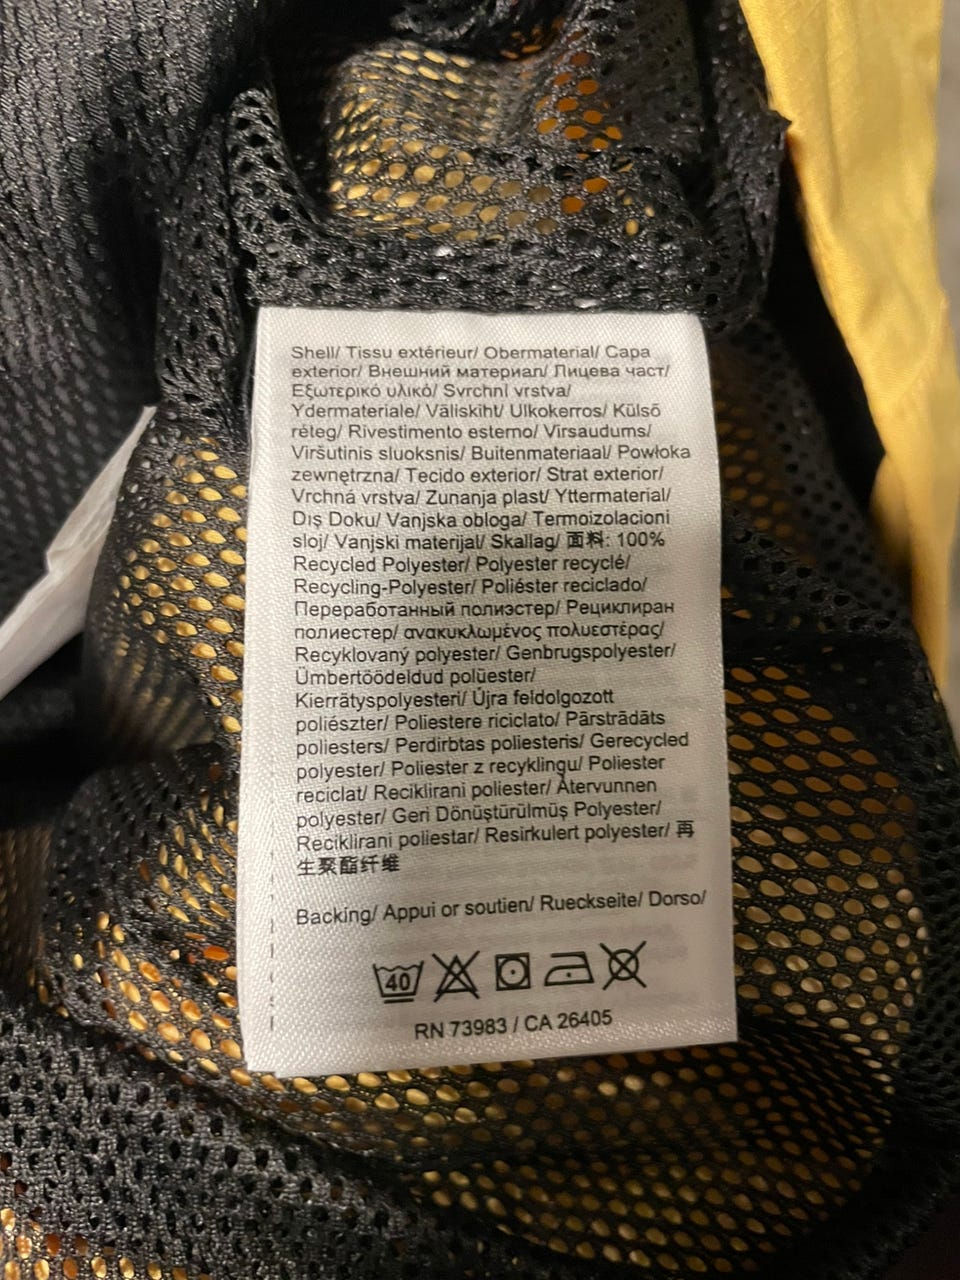 Shell/ Tissu extérieur/ Obermaterial/ Capa
exterior/ Внешний материал/ Лицева част/
Εξωτερικό υλικό/ Svrchní vrstva/
Ydermateriale/ Väliskiht/ Ulkokerros/ Külső
réteg/ Rivestimento esterno/ Virsaudums/
Viršutinis sluoksnis/ Buitenmateriaal/ Powłoka
zewnętrzna/ Tecido exterior/ Strat exterior/
Vrchná vrstva/ Zunanja plast/ Yttermaterial/
Dış Doku/ Vanjska obloga/ Termoizolacioni
sloj/ Vanjski materijal/ Skallag/ 面料: 100%
Recycled Polyester/ Polyester recyclé/
Recycling-Polyester/ Poliéster reciclado/
Переработанный полиэстер/ Рециклиран
полиестер/ ανακυκλωμένος πολυεστέρας/
Recyklovaný polyester/ Genbrugspolyester/
Ümbertöödeldud polüester/
Kierrätyspolyesteri/ Újra feldolgozott
poliészter/ Poliestere riciclato/ Pārstrādāts
poliesters/ Perdirbtas poliesteris/ Gerecycled
polyester/ Poliester z recyklingu/ Poliester
reciclat/ Reciklirani poliester/ Återvunnen
polyester/ Geri Dönüştürülmüş Polyester/
Reciklirani poliestar/ Resirkulert polyester/ 再
生聚酯纤维
Backing/ Appui or soutien/ Rueckseite/ Dorso/
40
RN 73983 / CA 26405